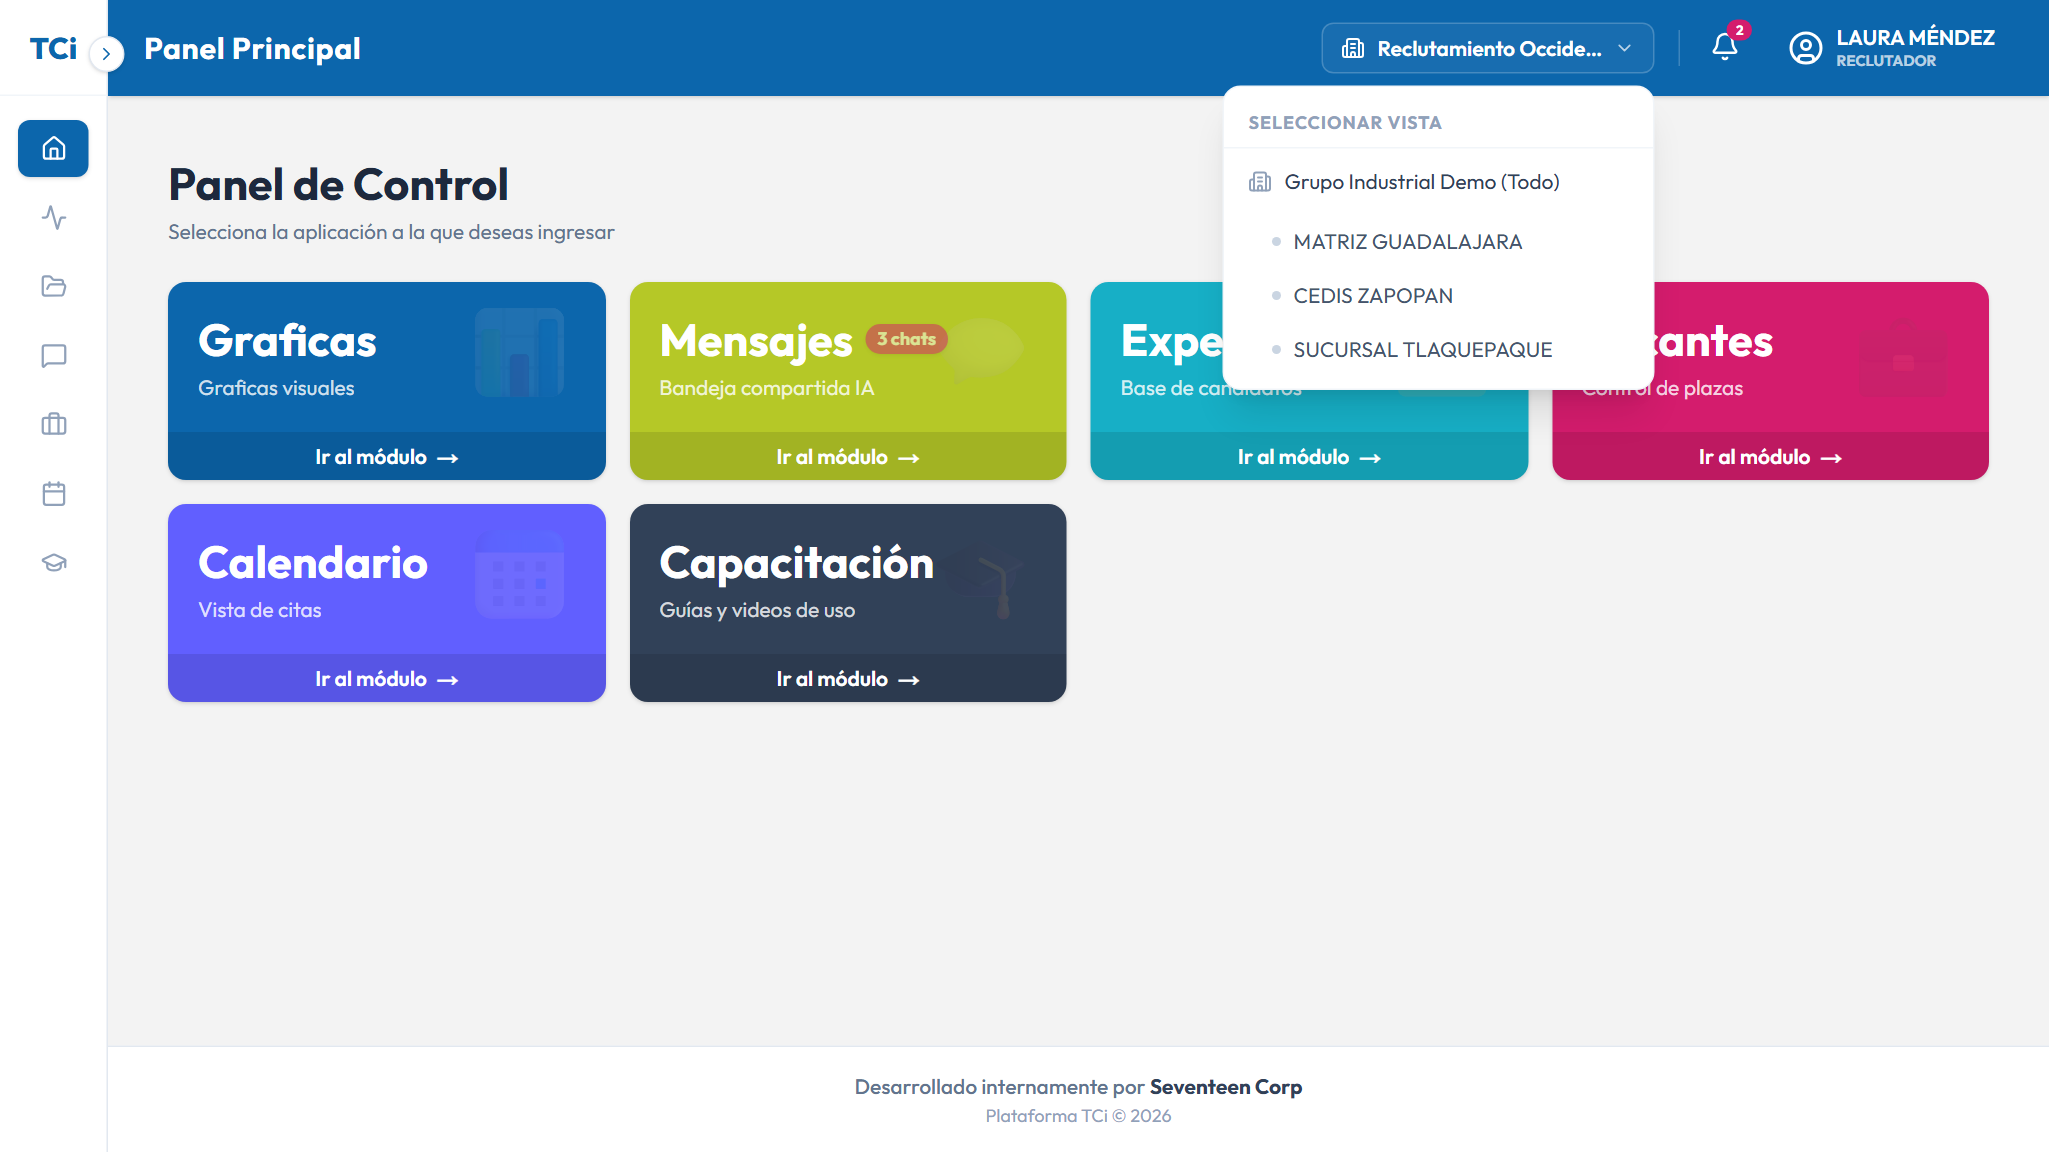 TCi
Panel Principal
Reclutamiento Occide...
2
LAURA MÉNDEZ
RECLUTADOR
SELECCIONAR VISTA
Grupo Industrial Demo (Todo)
MATRIZ GUADALAJARA
CEDIS ZAPOPAN
SUCURSAL TLAQUEPAQUE
Panel de Control
Selecciona la aplicación a la que deseas ingresar
Graficas
Graficas visuales
Ir al módulo →
Mensajes
3 chats
Bandeja compartida IA
Ir al módulo →
Expe
Base de candidatos
Ir al módulo →
cantes
Control de plazas
Ir al módulo →
Calendario
Vista de citas
Ir al módulo →
Capacitación
Guías y videos de uso
Ir al módulo →
Desarrollado internamente por Seventeen Corp
Plataforma TCi © 2026